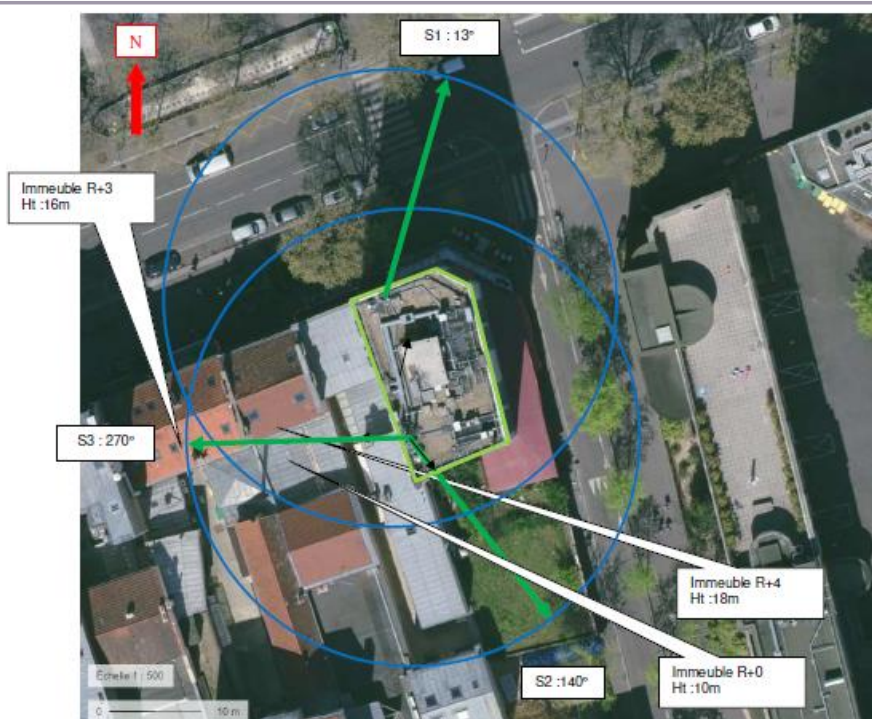 N
S1 : 13°
Immeuble R+3
Ht :16m
S3 : 270°
Immeuble R+4
Ht :18m
Immeuble R+0
Ht :10m
S2 :140°
Échelle 1 : 500
0 10 m